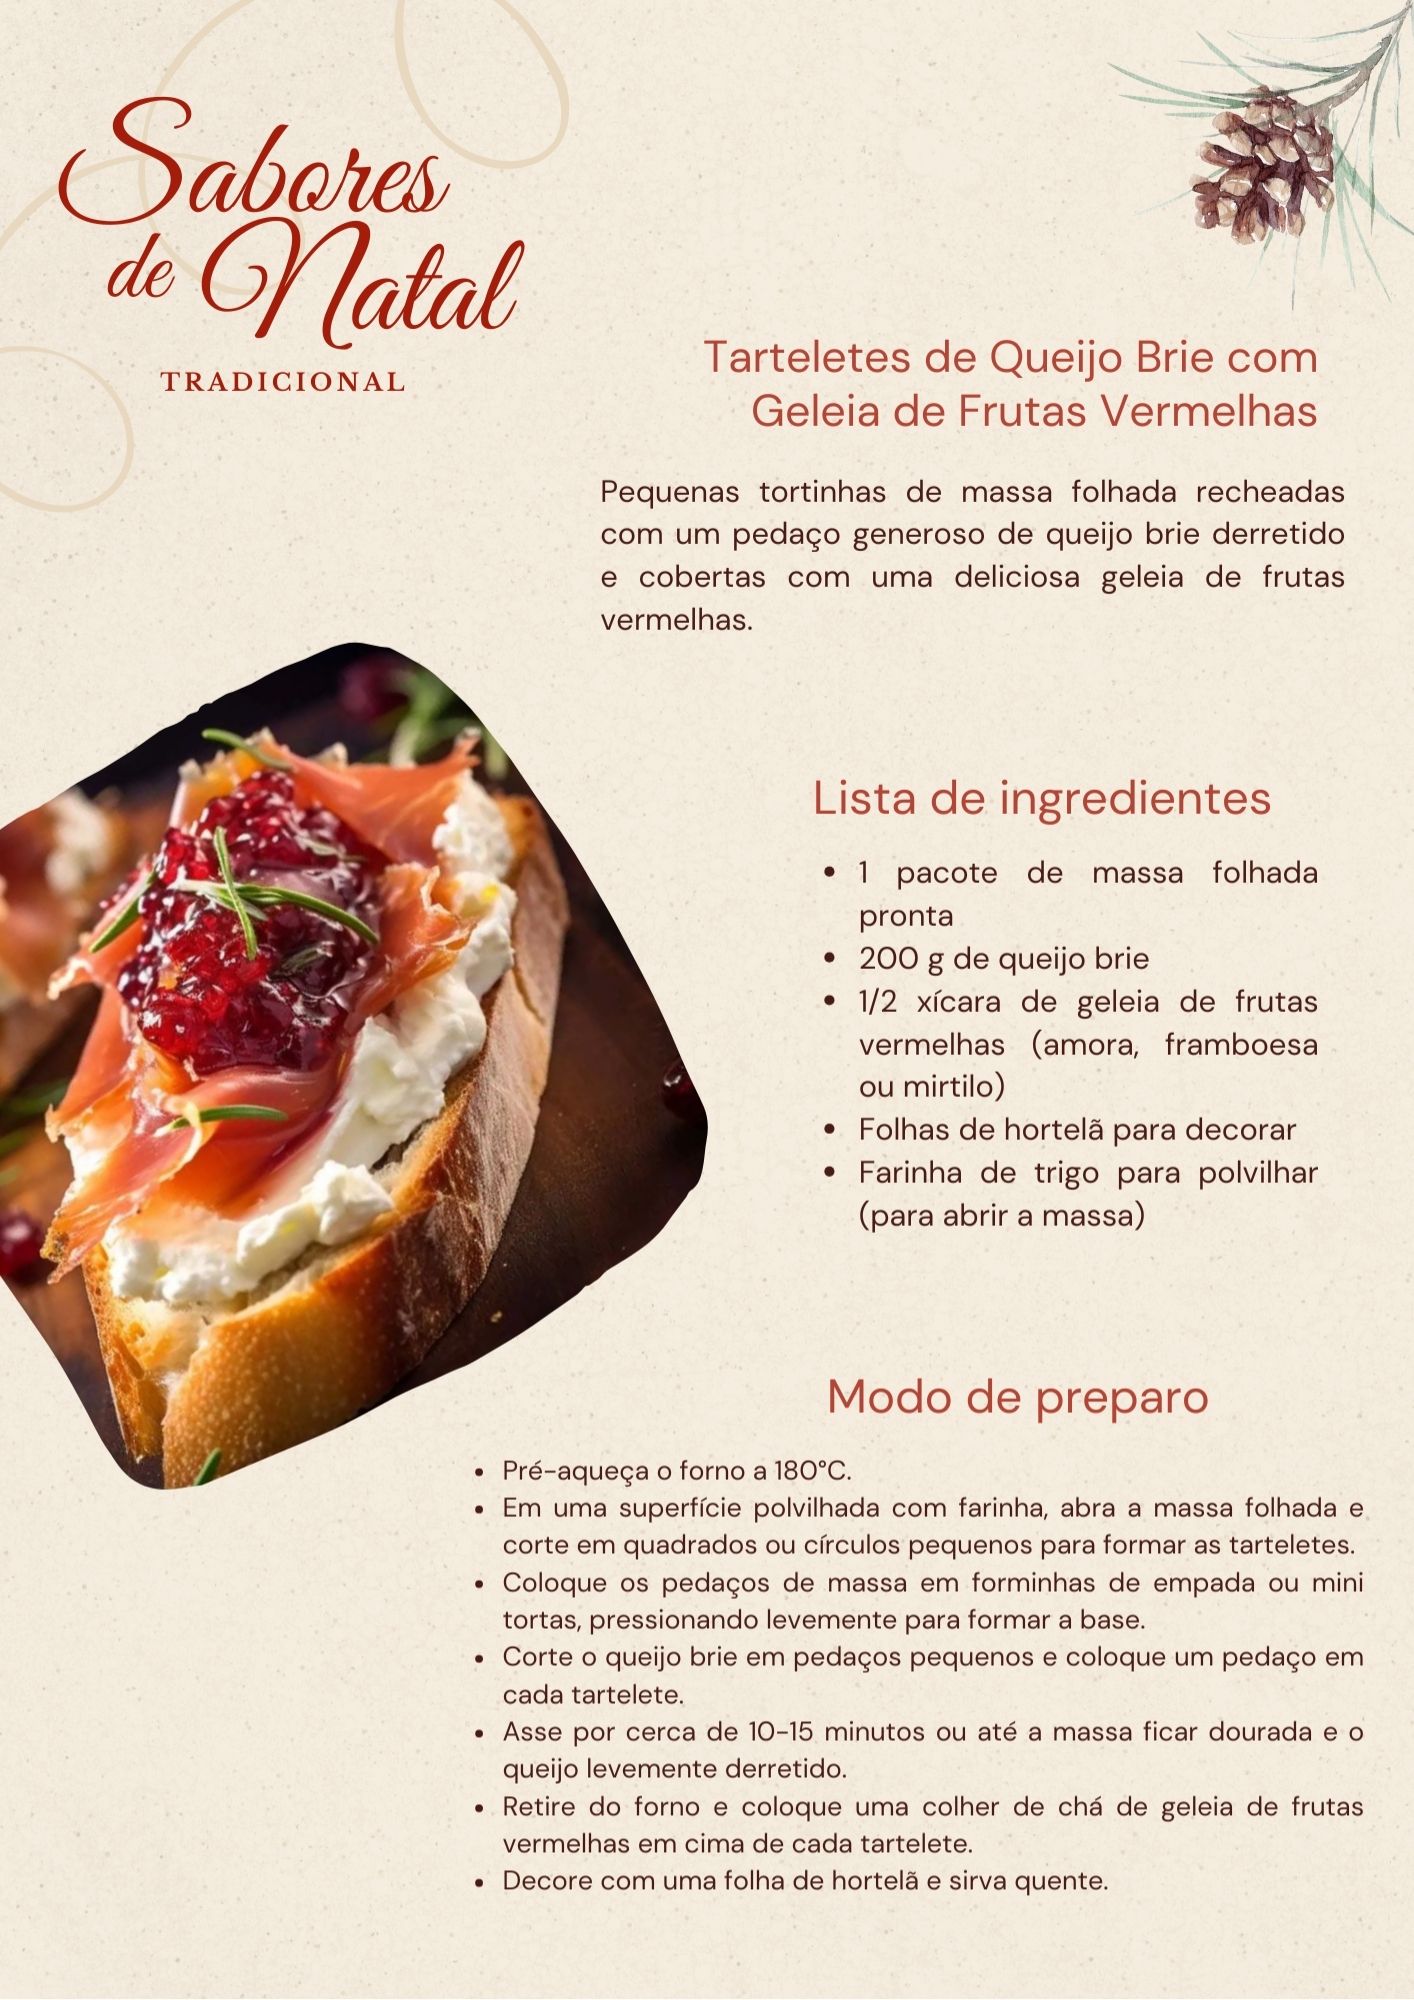 Sabores
de Natal
TRADICIONAL
Tarteletes de Queijo Brie com
Geleia de Frutas Vermelhas
Pequenas tortinhas de massa folhada recheadas
com um pedaço generoso de queijo brie derretido
e cobertas com uma deliciosa geleia de frutas
vermelhas.
Lista de ingredientes
• 1 pacote de massa folhada
pronta
• 200 g de queijo brie
• 1/2 xícara de geleia de frutas
vermelhas (amora, framboesa
ou mirtilo)
• Folhas de hortelã para decorar
• Farinha de trigo para polvilhar
(para abrir a massa)
Modo de preparo
• Pré-aqueça o forno a 180°C.
• Em uma superfície polvilhada com farinha, abra a massa folhada e
corte em quadrados ou círculos pequenos para formar as tarteletes.
• Coloque os pedaços de massa em forminhas de empada ou mini
tortas, pressionando levemente para formar a base.
• Corte o queijo brie em pedaços pequenos e coloque um pedaço em
cada tartelete.
• Asse por cerca de 10-15 minutos ou até a massa ficar dourada e o
queijo levemente derretido.
• Retire do forno e coloque uma colher de chá de geleia de frutas
vermelhas em cima de cada tartelete.
• Decore com uma folha de hortelã e sirva quente.